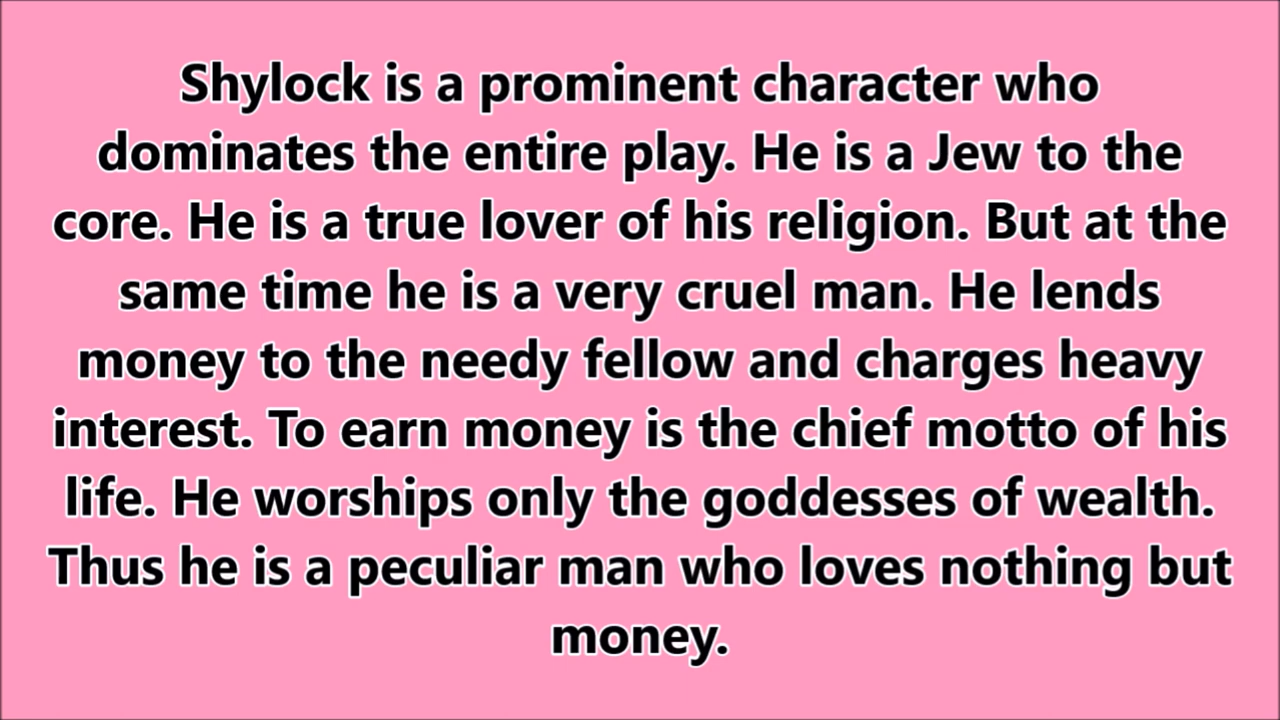 Shylock is a prominent character who
dominates the entire play. He is a Jew to the
core. He is a true lover of his religion. But at the
same time he is a very cruel man. He lends
money to the needy fellow and charges heavy
interest. To earn money is the chief motto of his
life. He worships only the goddesses of wealth.
Thus he is a peculiar man who loves nothing but
money.